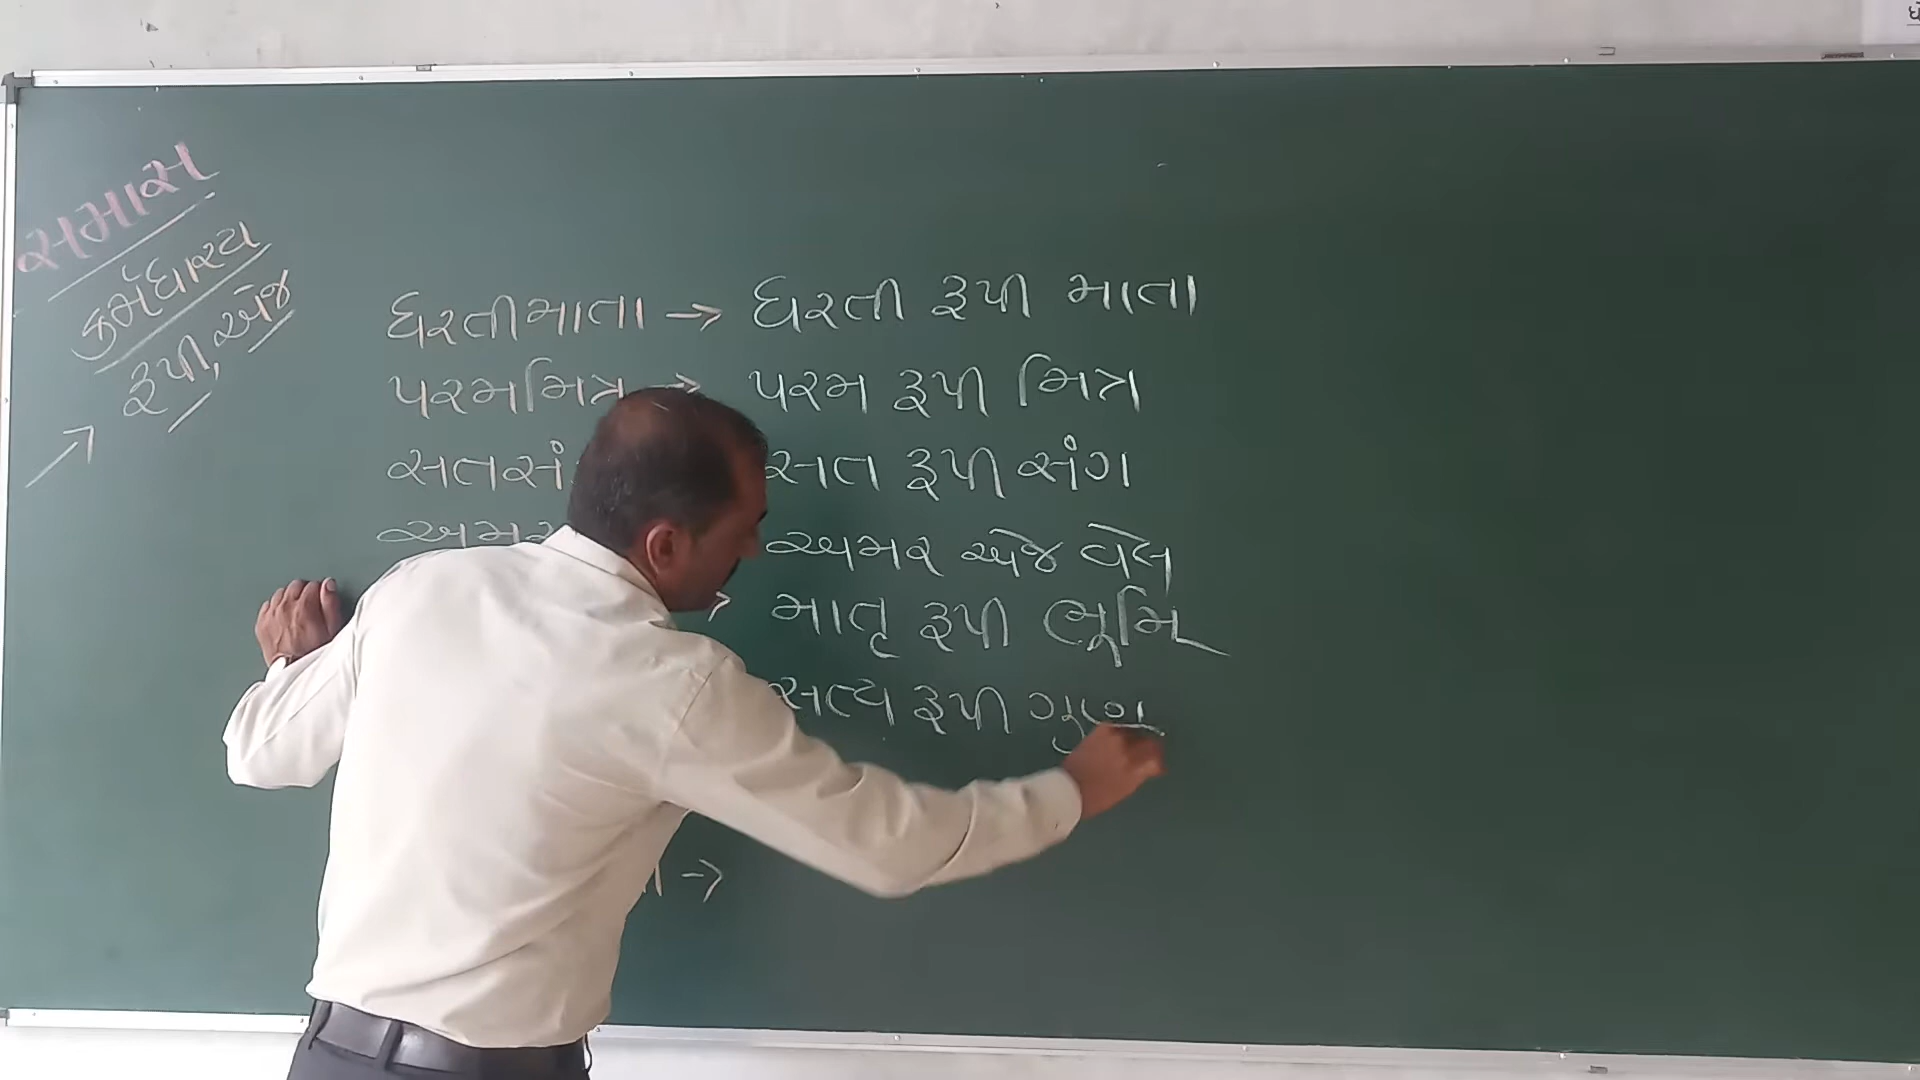 સમાસ
કર્મધારય
રૂપી, એજ
ધરતીમાતા → ધરતી રૂપી માતા
પરમમિત્ર → પરમ રૂપી મિત્ર
સતસં સત રૂપી સંગ
અમર અમર એજ વેલ
→ માતૃ રૂપી ભૂમિ
સત્ય રૂપી ગુણ
→